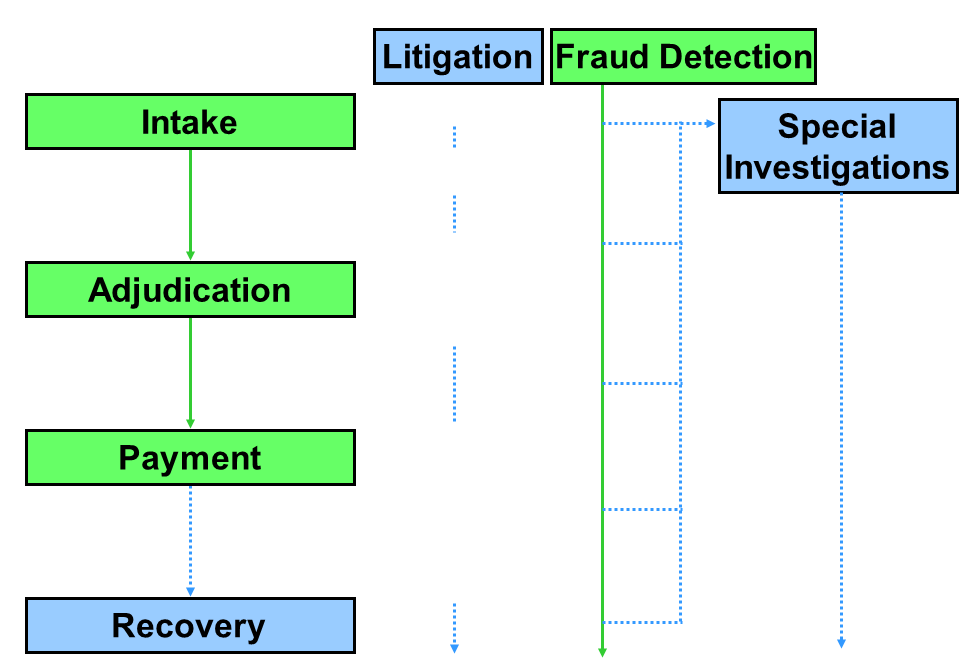 Litigation
Fraud Detection
Intake
Special
Investigations
Adjudication
Payment
Recovery